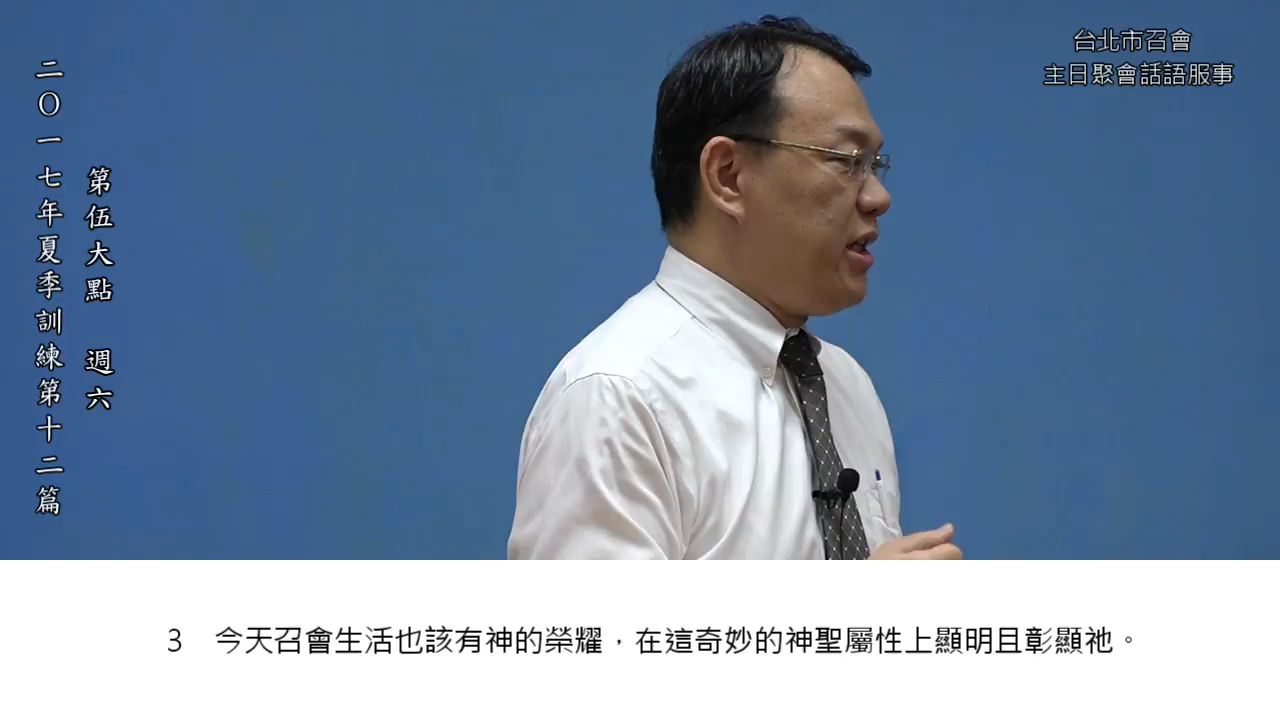 台北市召會
主日聚會話語服事
二〇一七年夏季訓練第十二篇
第伍大點 週六
3 今天召會生活也該有神的榮耀，在這奇妙的神聖屬性上顯明且彰顯祂。